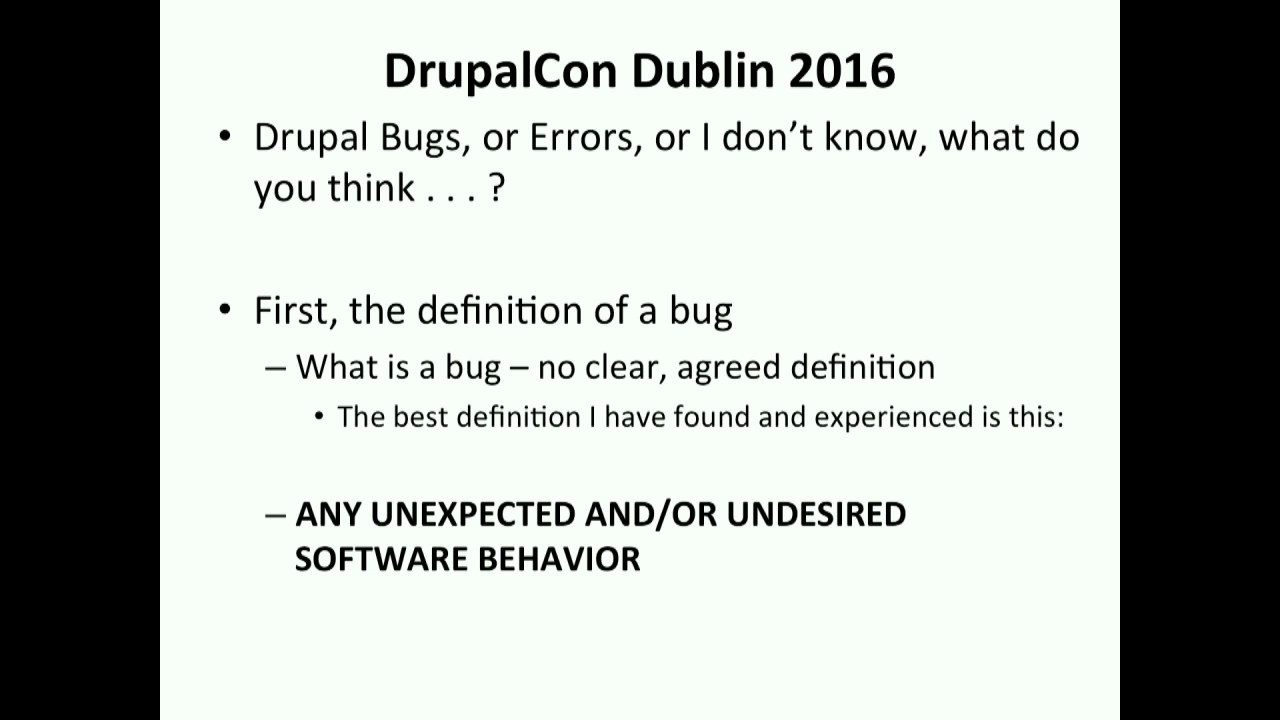 DrupalCon Dublin 2016
• Drupal Bugs, or Errors, or I don’t know, what do
you think . . . ?
• First, the definition of a bug
– What is a bug – no clear, agreed definition
• The best definition I have found and experienced is this:
– ANY UNEXPECTED AND/OR UNDESIRED
SOFTWARE BEHAVIOR